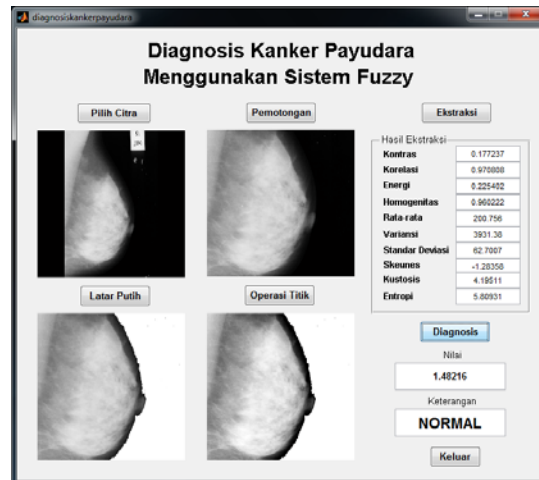 diagnosiskankerpayudara
Diagnosis Kanker Payudara
Menggunakan Sistem Fuzzy
Pilih Citra
Pemotongan
Ekstraksi
Hasil Ekstraksi
Kontras 0.177237
Korelasi 0.970808
Energi 0.225402
Homogenitas 0.960222
Rata-rata 200.756
Variansi 3931.38
Standar Deviasi 62.7007
Skeunes -1.28358
Kustosis 4.19511
Entropi 5.80931
Latar Putih
Operasi Titik
Diagnosis
Nilai
1.48216
Keterangan
NORMAL
Keluar